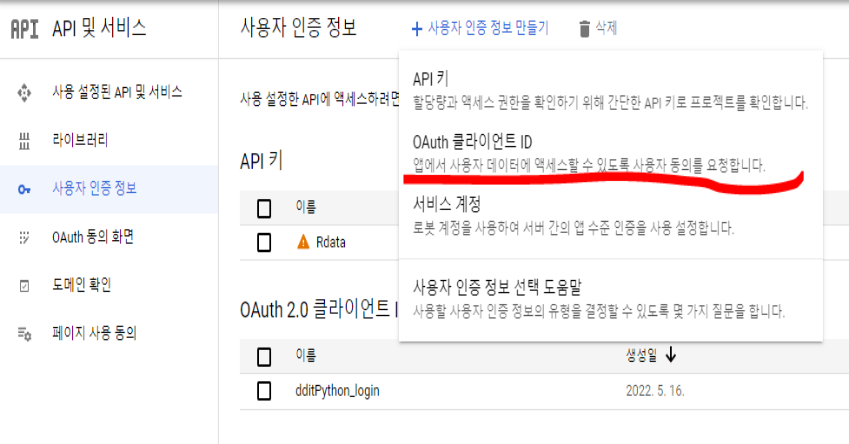 API API 및 서비스
사용 설정된 API 및 서비스
라이브러리
사용자 인증 정보
OAuth 동의 화면
도메인 확인
페이지 사용 동의
사용자 인증 정보 + 사용자 인증 정보 만들기 삭제
사용 설정한 API에 액세스하려면
API 키
할당량과 액세스 권한을 확인하기 위해 간단한 API 키로 프로젝트를 확인합니다.
OAuth 클라이언트 ID
앱에서 사용자 데이터에 액세스할 수 있도록 사용자 동의를 요청합니다.
서비스 계정
로봇 계정을 사용하여 서버 간의 앱 수준 인증을 사용 설정합니다.
사용자 인증 정보 선택 도움말
사용할 사용자 인증 정보의 유형을 결정할 수 있도록 몇 가지 질문을 합니다.
API 키
이름
Rdata
OAuth 2.0 클라이언트 I
이름 생성일 ↓
dditPython_login 2022. 5. 16.